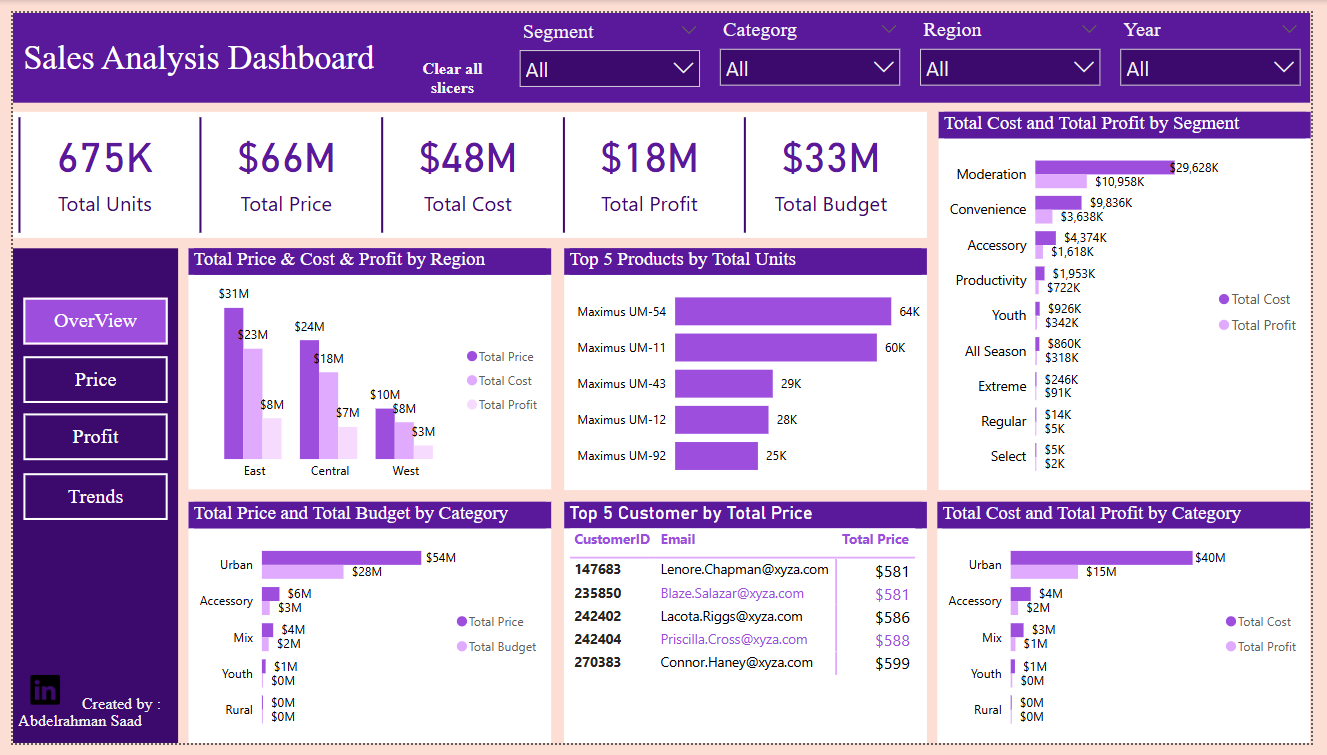 Sales Analysis Dashboard
Clear all
slicers
Segment
All
Categorg
All
Region
All
Year
All
675K
Total Units
$66M
Total Price
$48M
Total Cost
$18M
Total Profit
$33M
Total Budget
Total Cost and Total Profit by Segment
Moderation
$29,628K
$10,958K
Convenience
$9,836K
$3,638K
Accessory
$4,374K
$1,618K
Productivity
$1,953K
$722K
Youth
$926K
$342K
All Season
$860K
$318K
Extreme
$246K
$91K
Regular
$14K
$5K
Select
$5K
$2K
Total Cost
Total Profit
OverView
Price
Profit
Trends
in
Created by :
Abdelrahman Saad
Total Price & Cost & Profit by Region
$31M
$23M
$8M
$24M
$18M
$7M
$10M
$8M
$3M
East
Central
West
Total Price
Total Cost
Total Profit
Top 5 Products by Total Units
Maximus UM-54
64K
Maximus UM-11
60K
Maximus UM-43
29K
Maximus UM-12
28K
Maximus UM-92
25K
Total Price and Total Budget by Category
Urban
$54M
$28M
Accessory
$6M
$3M
Mix
$4M
$2M
Youth
$1M
$0M
Rural
$0M
$0M
Total Price
Total Budget
Top 5 Customer by Total Price
CustomerID Email Total Price
147683 Lenore.Chapman@xyza.com $581
235850 Blaze.Salazar@xyza.com $581
242402 Lacota.Riggs@xyza.com $586
242404 Priscilla.Cross@xyza.com $588
270383 Connor.Haney@xyza.com $599
Total Cost and Total Profit by Category
Urban
$40M
$15M
Accessory
$4M
$2M
Mix
$3M
$1M
Youth
$1M
$0M
Rural
$0M
$0M
Total Cost
Total Profit